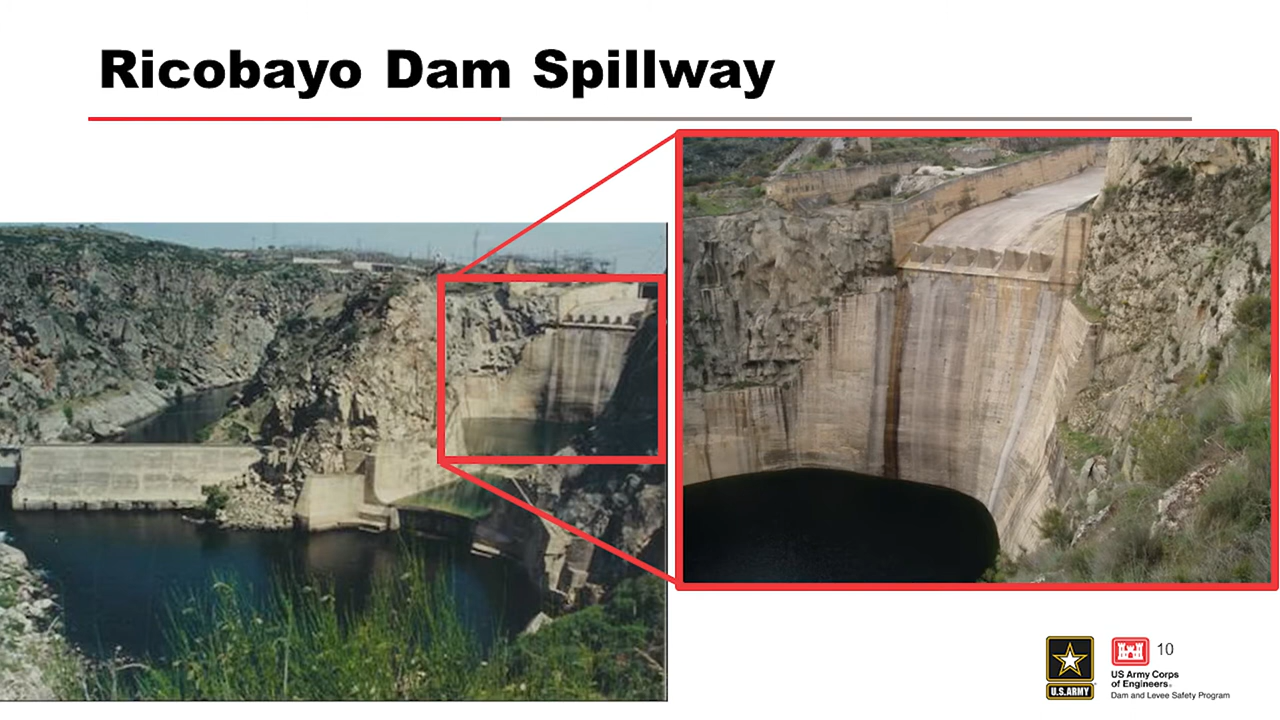 Ricobayo Dam Spillway
10
U.S. ARMY
US Army Corps
of Engineers®
Dam and Levee Safety Program